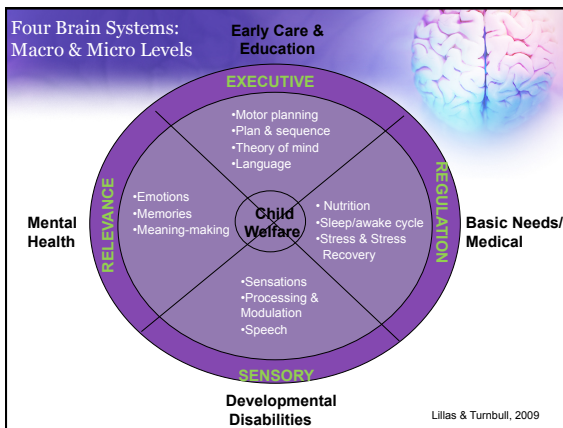 Four Brain Systems:
Macro & Micro Levels
Early Care &
Education
EXECUTIVE
•Motor planning
•Plan & sequence
•Theory of mind
•Language
RELEVANCE
•Emotions
•Memories
•Meaning-making
Mental
Health
Child
Welfare
• Nutrition
•Sleep/awake cycle
•Stress & Stress
Recovery
REGULATION
Basic Needs/
Medical
•Sensations
•Processing &
Modulation
•Speech
SENSORY
Developmental
Disabilities
Lillas & Turnbull, 2009